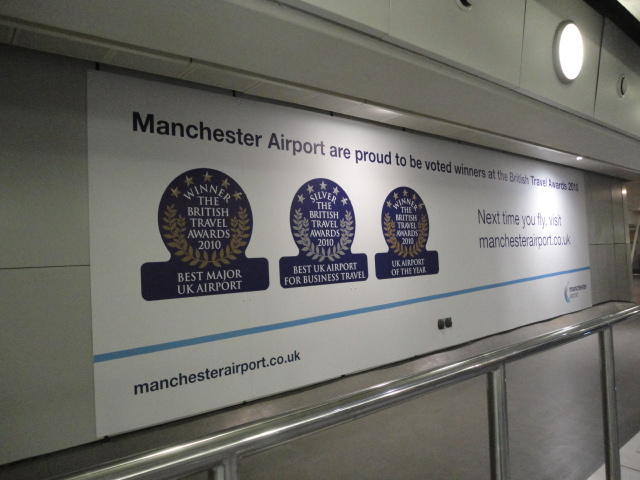 Manchester Airport are proud to be voted winners at the British Travel Awards 2010
WINNER
THE
BRITISH
TRAVEL
AWARDS
2010
BEST MAJOR
UK AIRPORT
SILVER
THE
BRITISH
TRAVEL
AWARDS
2010
BEST UK AIRPORT
FOR BUSINESS TRAVEL
WINNER
THE
BRITISH
TRAVEL
AWARDS
2010
UK AIRPORT
OF THE YEAR
Next time you fly, visit
manchesterairport.co.uk
manchester
airport
manchesterairport.co.uk